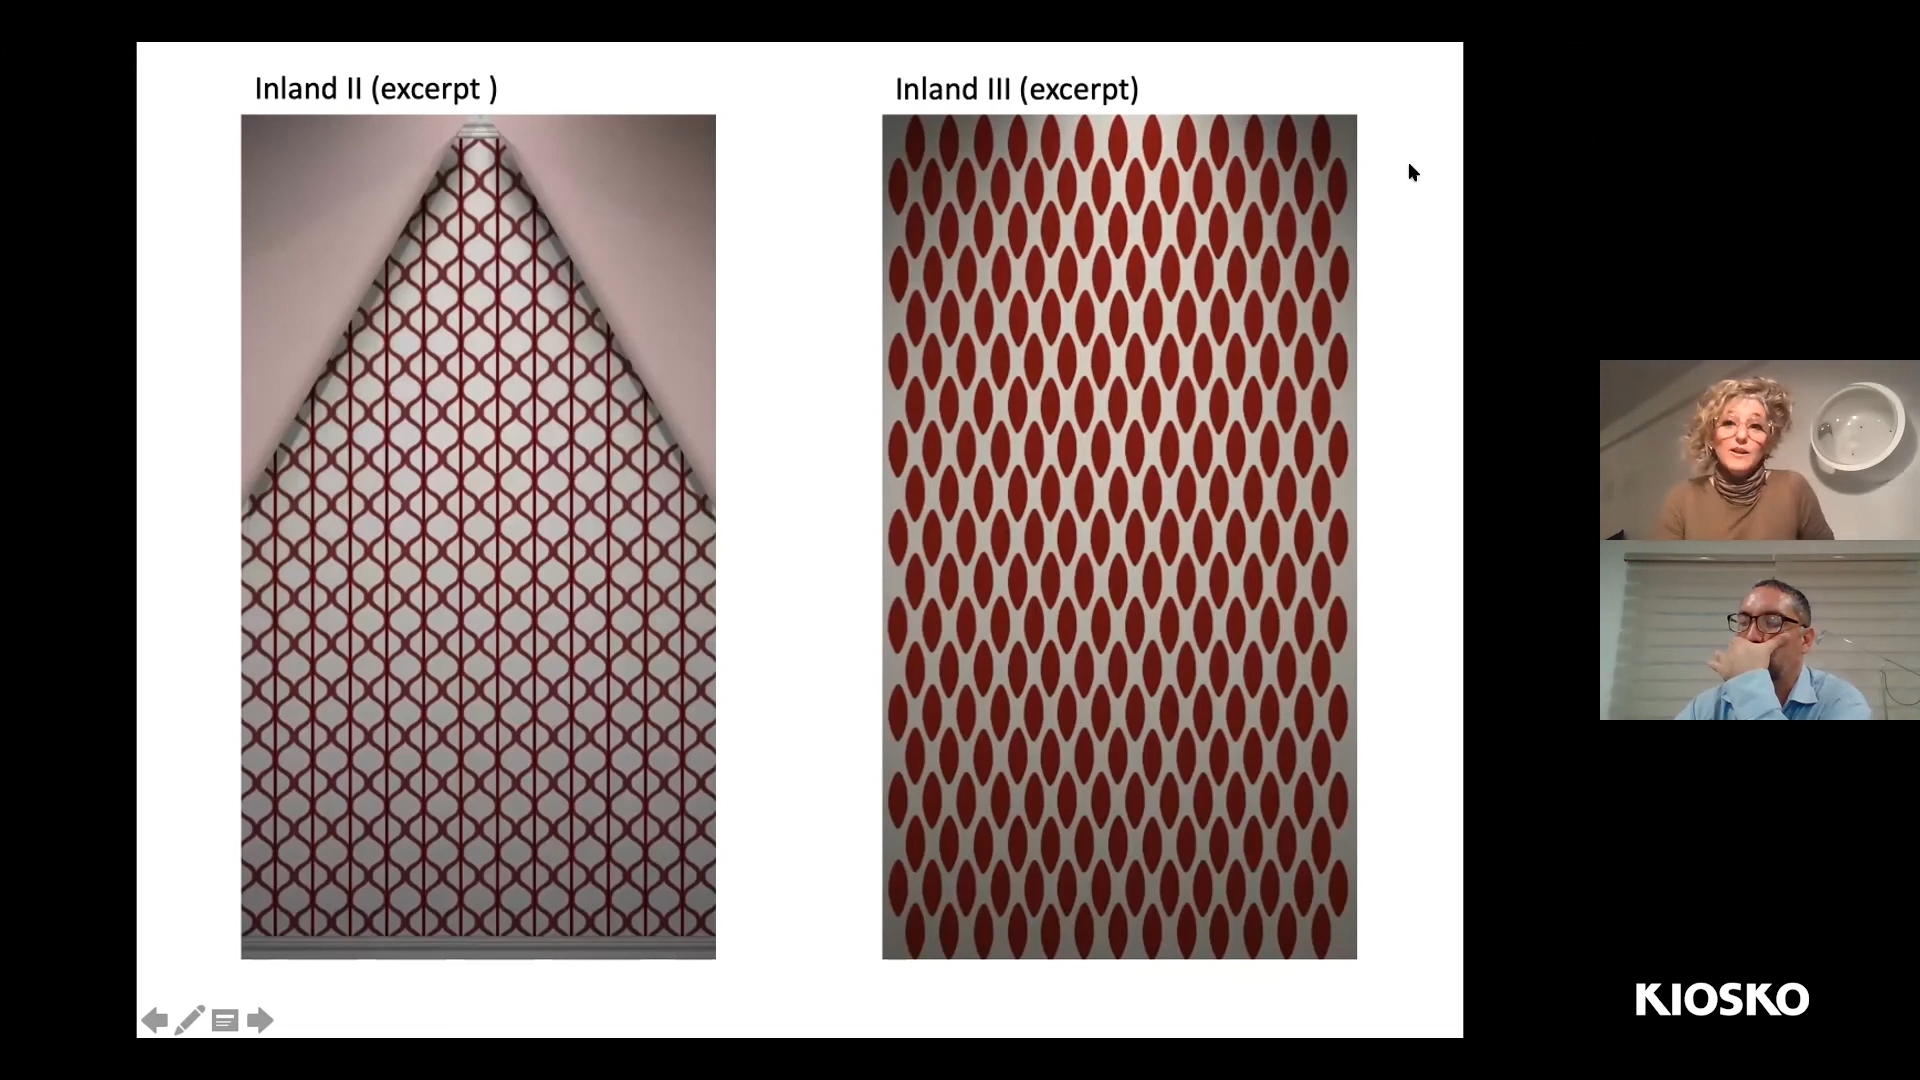 Inland II (excerpt )
Inland III (excerpt)
KIOSKO